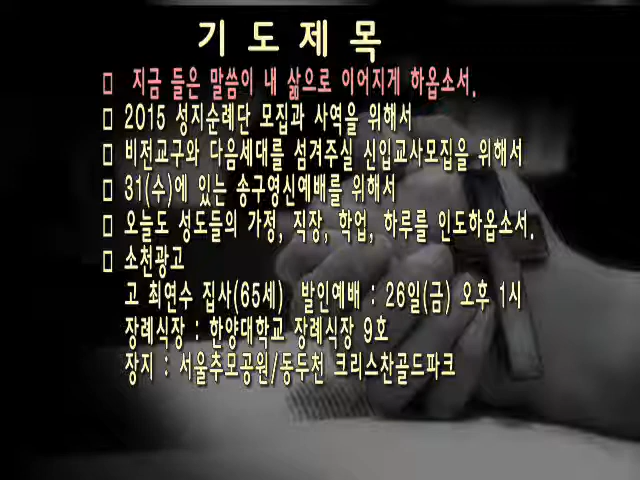 기 도 제 목
□ 지금 들은 말씀이 내 삶으로 이어지게 하옵소서.
□ 2015 성지순례단 모집과 사역을 위해서
□ 비전교구와 다음세대를 섬겨주실 신입교사모집을 위해서
□ 31(수)에 있는 송구영신예배를 위해서
□ 오늘도 성도들의 가정, 직장, 학업, 하루를 인도하옵소서.
□ 소천광고
고 최연수 집사(65세) 발인예배 : 26일(금) 오후 1시
장례식장 : 한양대학교 장례식장 9호
장지 : 서울추모공원/동두천 크리스찬골드파크